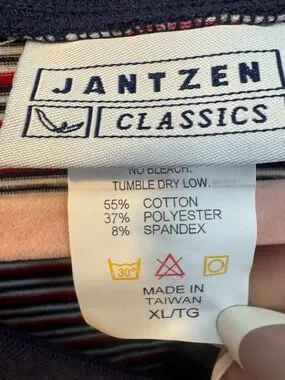 JANTZEN
CLASSICS
NO BLEACH.
TUMBLE DRY LOW.
55% COTTON
37% POLYESTER
8% SPANDEX
30°
MADE IN
TAIWAN
XL/TG